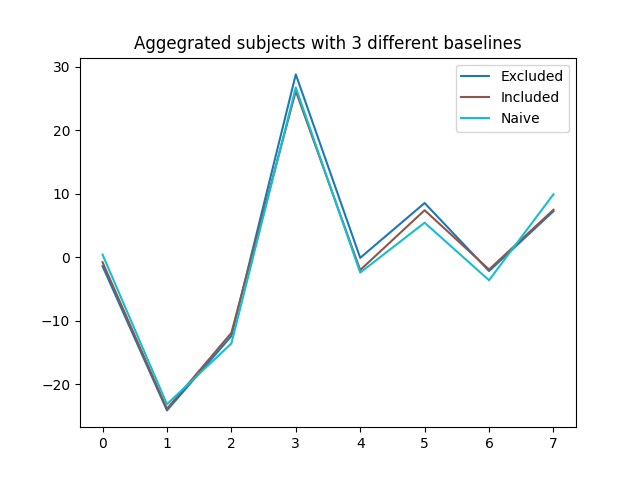 Aggegrated subjects with 3 different baselines
30
20
10
0
−10
−20
Excluded
Included
Naive
0 1 2 3 4 5 6 7